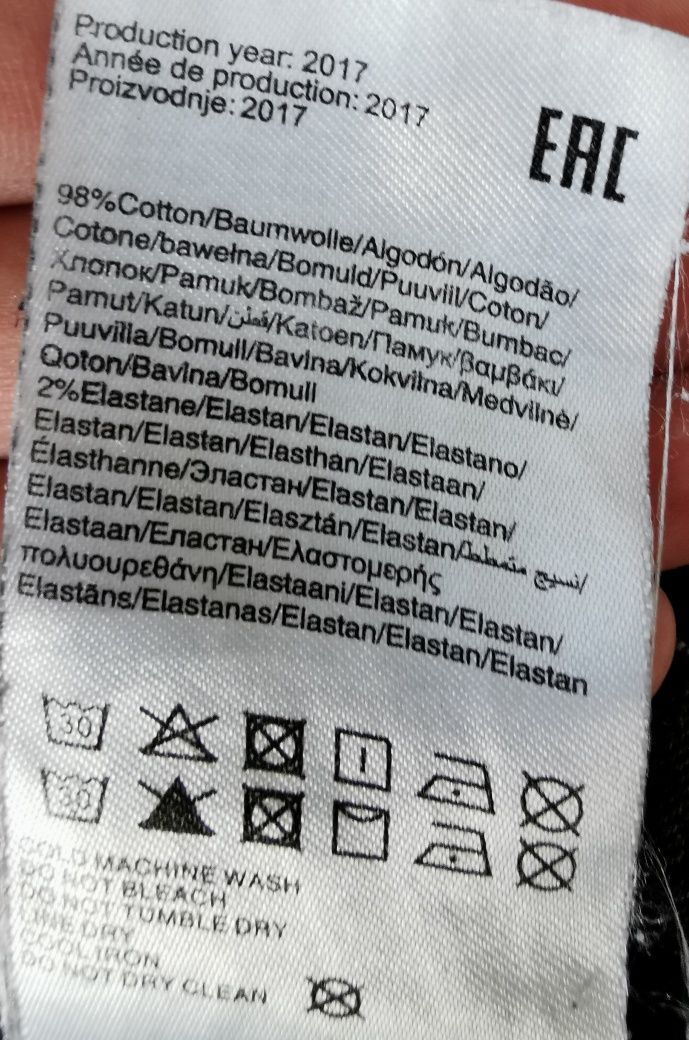 Production year: 2017
Année de production: 2017
Proizvodnje: 2017
EAC
98%Cotton/Baumwolle/Algodón/Algodão/
Cotone/bawełna/Bomuld/Puuviil/Coton/
Хлопок/Pamuk/Bombaž/Pamuk/Bumbac/
Pamut/Katun/قطن/Katoen/Памук/βαμβάκι/
Puuvilla/Bomull/Bavlna/Kokvilna/Medvilnė/
Qoton/Bavlna/Bomull
2%Elastane/Elastan/Elastan/Elastano/
Elastan/Elastan/Elasthan/Elastaan/
Élasthanne/Эластан/Elastan/Elastan/
Elastan/Elastan/Elasztán/Elastan/نسيج متمطط/
Elastaan/Еластан/Ελαστομερής
πολυουρεθάνη/Elastaani/Elastan/Elastan/
Elastāns/Elastanas/Elastan/Elastan/Elastan
30
30
COLD MACHINE WASH
DO NOT BLEACH
DO NOT TUMBLE DRY
LINE DRY
COOL IRON
DO NOT DRY CLEAN